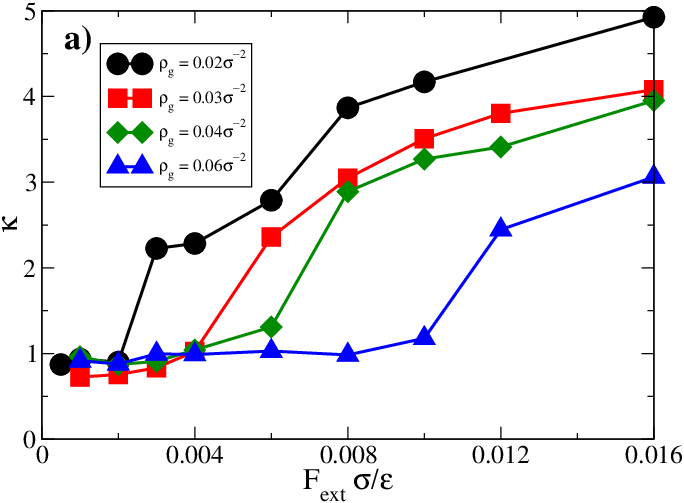 a)
ρg = 0.02σ⁻²
ρg = 0.03σ⁻²
ρg = 0.04σ⁻²
ρg = 0.06σ⁻²
5
4
3
2
1
0
κ
0 0.004 0.008 0.012 0.016
Fext σ/ε